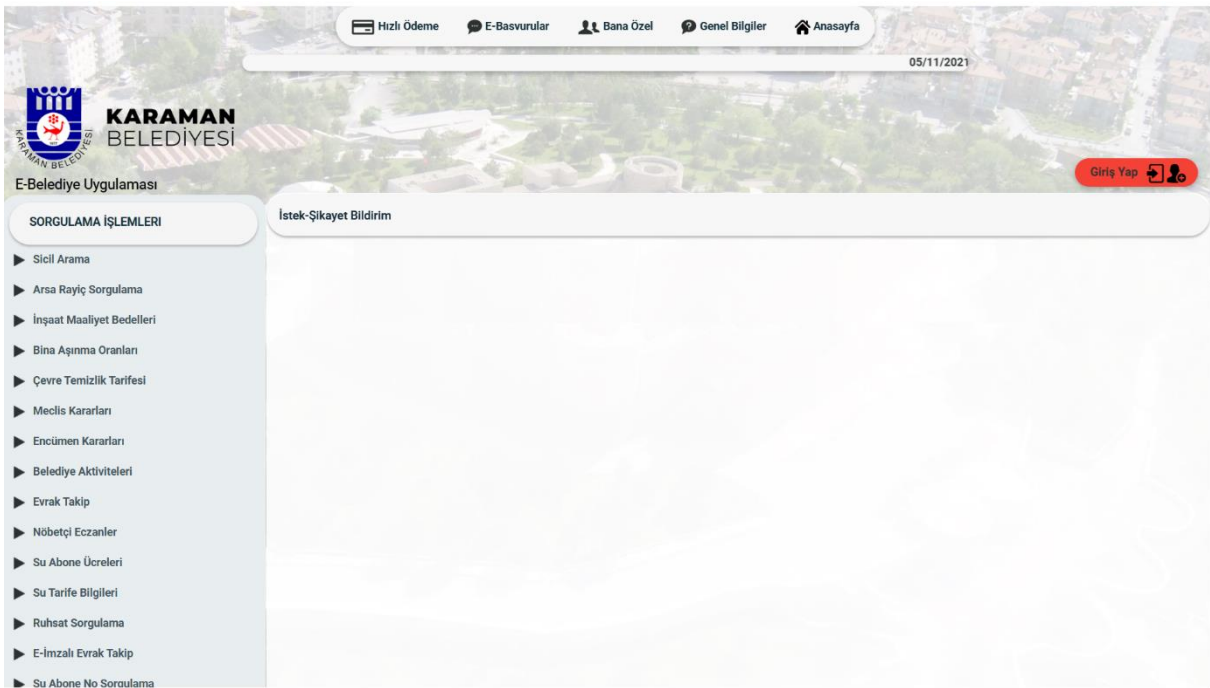 Hızlı Ödeme E-Basvurular Bana Özel Genel Bilgiler Anasayfa
05/11/2021
KARAMAN
BELEDİYESİ
KARAMAN BELEDİYESİ
E-Belediye Uygulaması
Giriş Yap
SORGULAMA İŞLEMLERİ
İstek-Şikayet Bildirim
Sicil Arama
Arsa Rayiç Sorgulama
İnşaat Maaliyet Bedelleri
Bina Aşınma Oranları
Çevre Temizlik Tarifesi
Meclis Kararları
Encümen Kararları
Belediye Aktiviteleri
Evrak Takip
Nöbetçi Eczanler
Su Abone Ücreleri
Su Tarife Bilgileri
Ruhsat Sorgulama
E-İmzalı Evrak Takip
Su Abone No Sorgulama